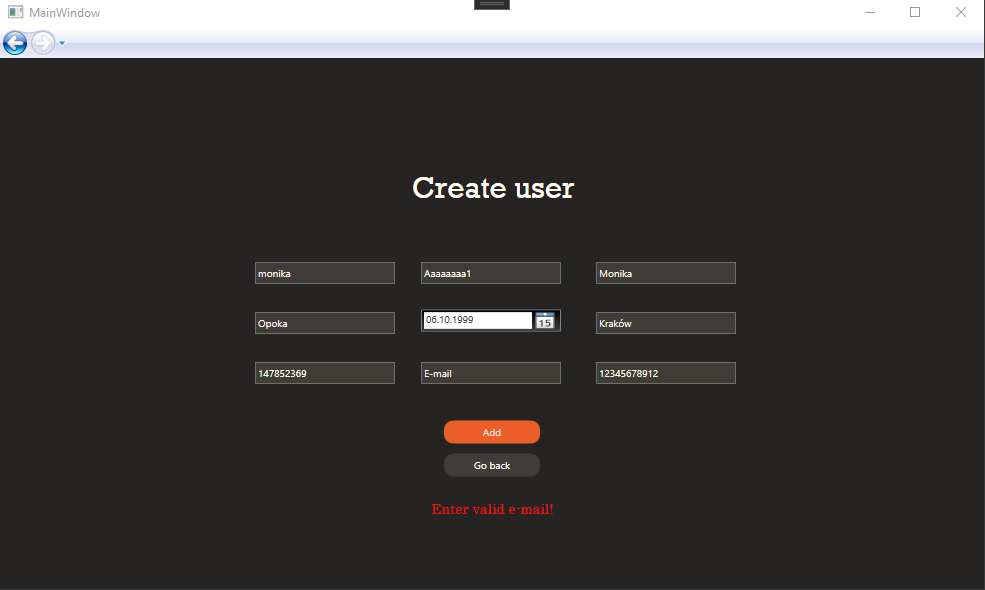 MainWindow
Create user
monika Aaaaaaaa1 Monika
Opoka 06.10.1999 15 Kraków
147852369 E-mail 12345678912
Add
Go back
Enter valid e-mail!